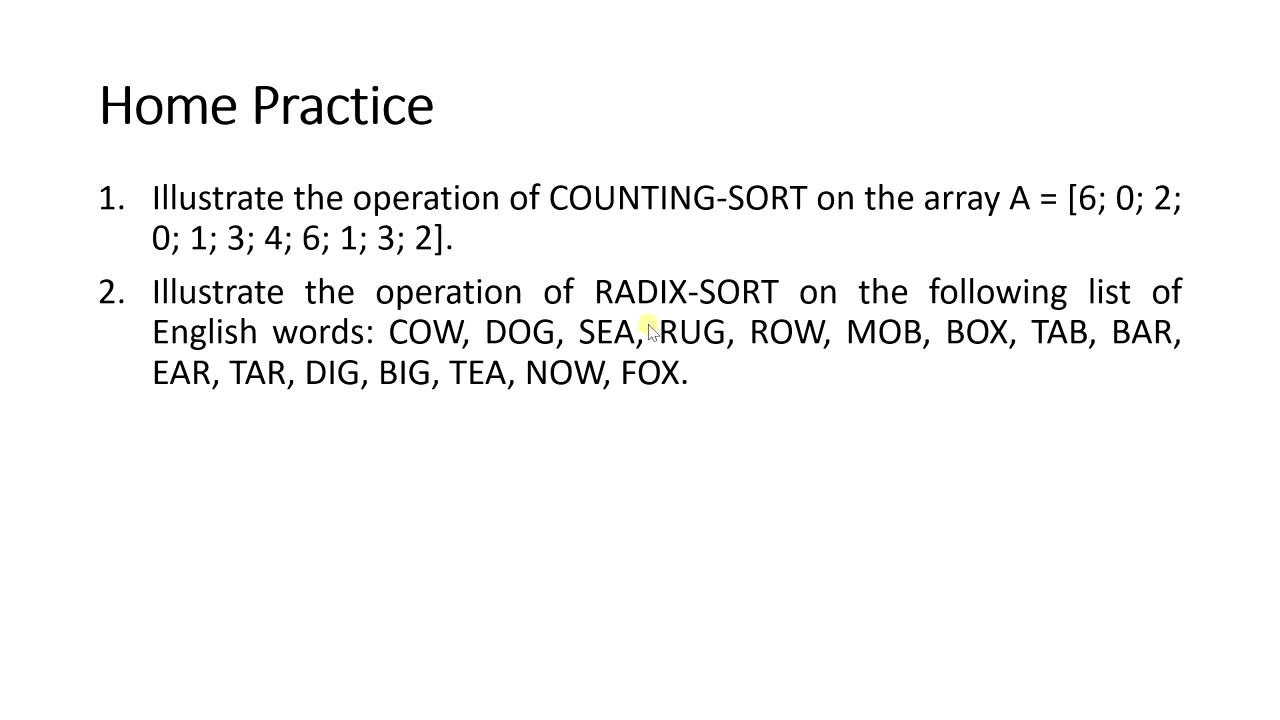 Home Practice
1. Illustrate the operation of COUNTING-SORT on the array A = [6; 0; 2;
0; 1; 3; 4; 6; 1; 3; 2].
2. Illustrate the operation of RADIX-SORT on the following list of
English words: COW, DOG, SEA, RUG, ROW, MOB, BOX, TAB, BAR,
EAR, TAR, DIG, BIG, TEA, NOW, FOX.